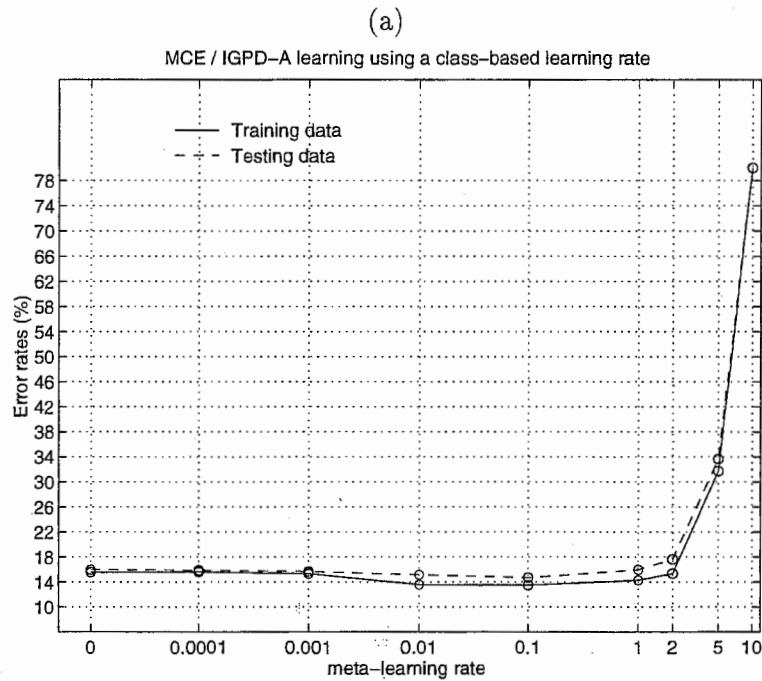 (a)
MCE / IGPD–A learning using a class–based learning rate
Training data
Testing data
78
74
70
66
62
58
54
50
46
42
38
34
30
26
22
18
14
10
Error rates (%)
0 0.0001 0.001 0.01 0.1 1 2 5 10
meta–learning rate